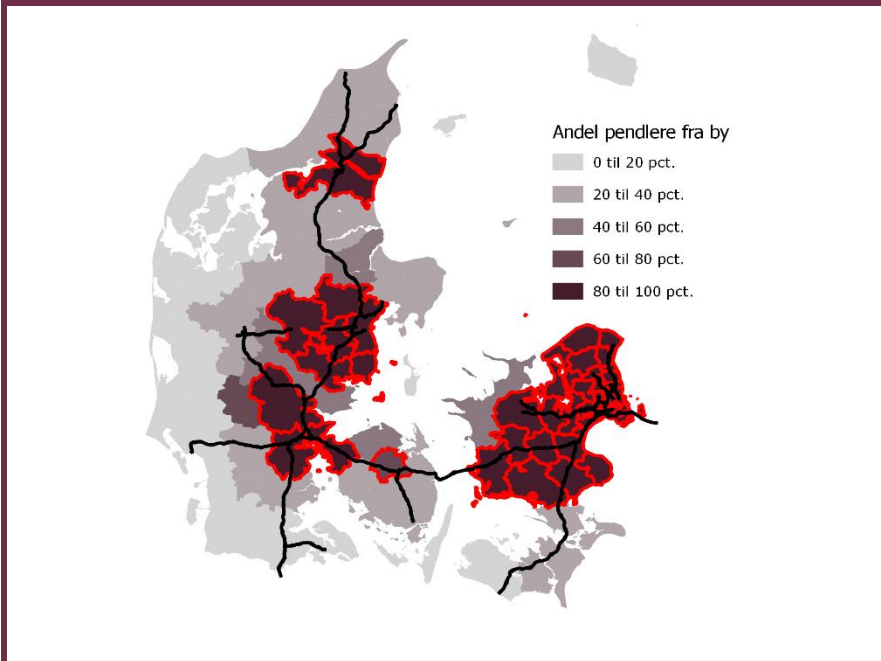 Andel pendlere fra by
0 til 20 pct.
20 til 40 pct.
40 til 60 pct.
60 til 80 pct.
80 til 100 pct.